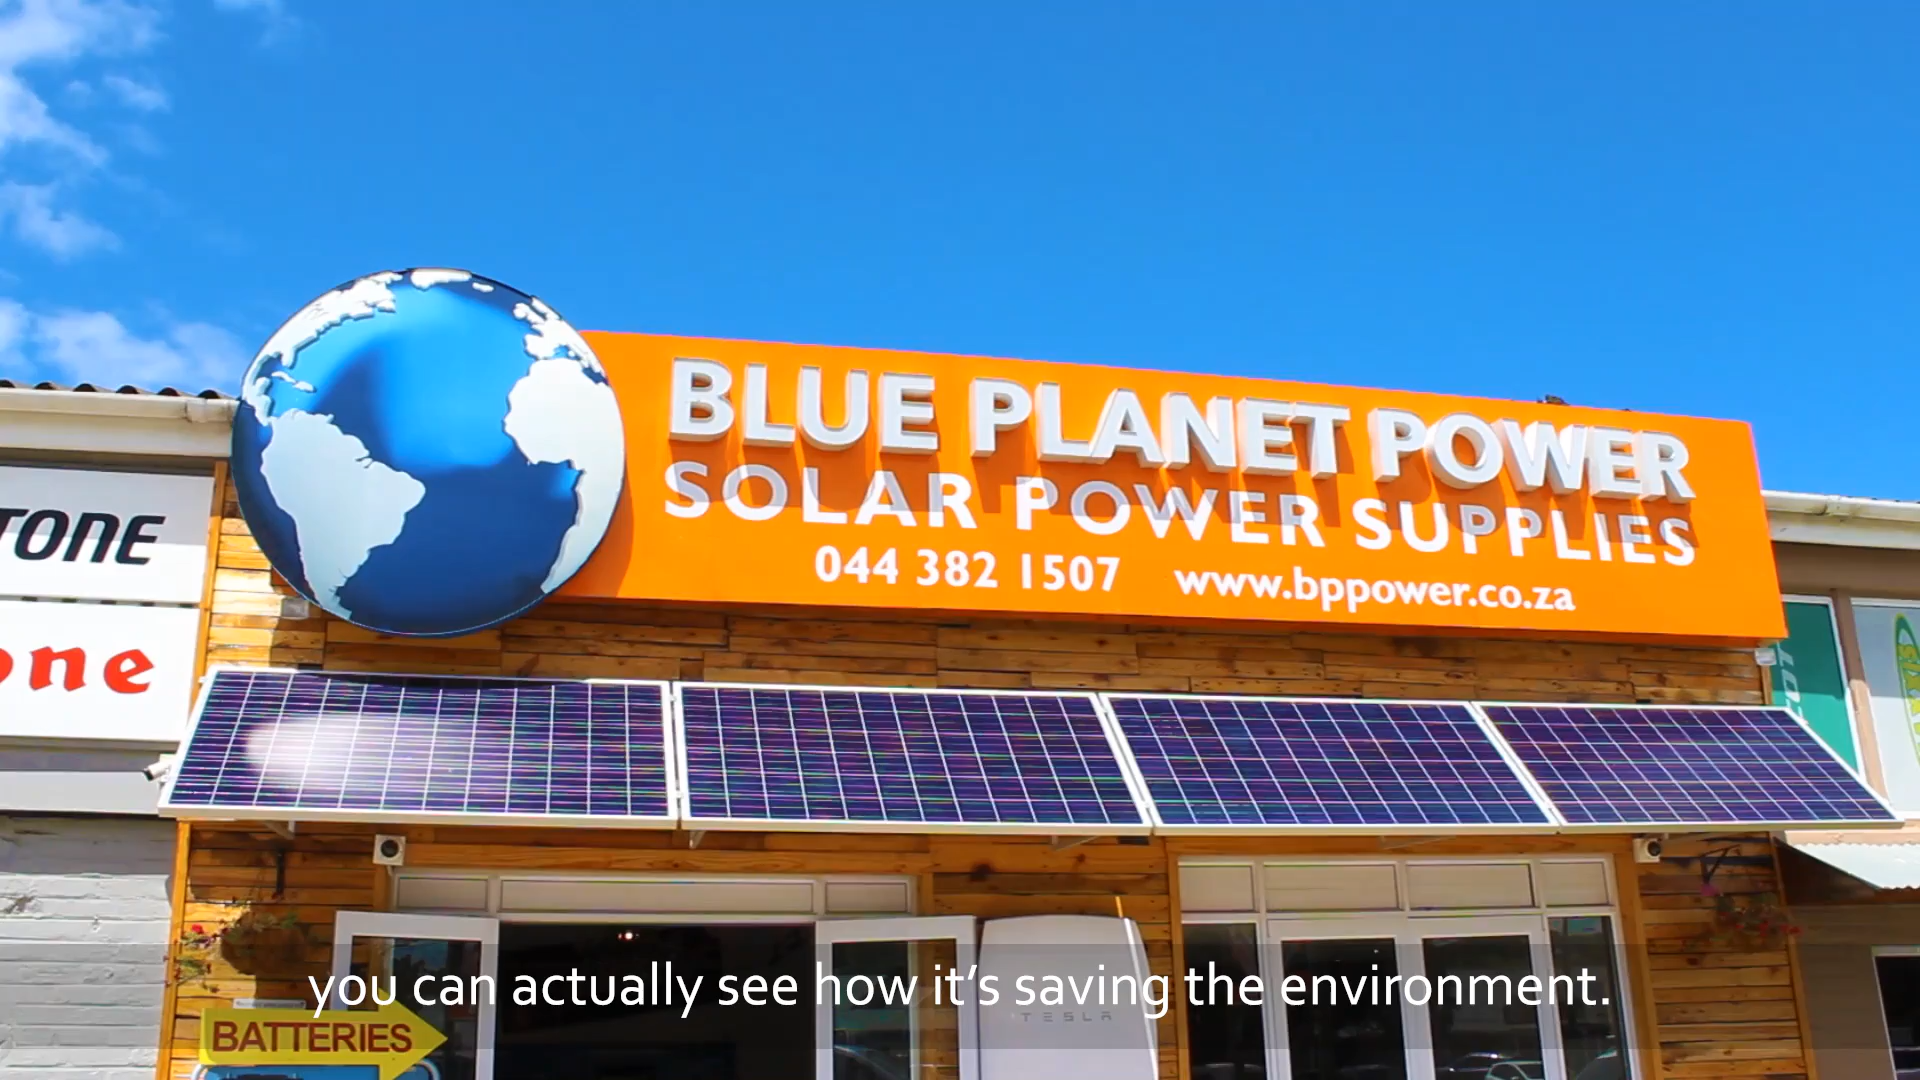 BLUE PLANET POWER
SOLAR POWER SUPPLIES
044 382 1507 www.bppower.co.za
TONE
one
you can actually see how it's saving the environment.
TESLA
BATTERIES